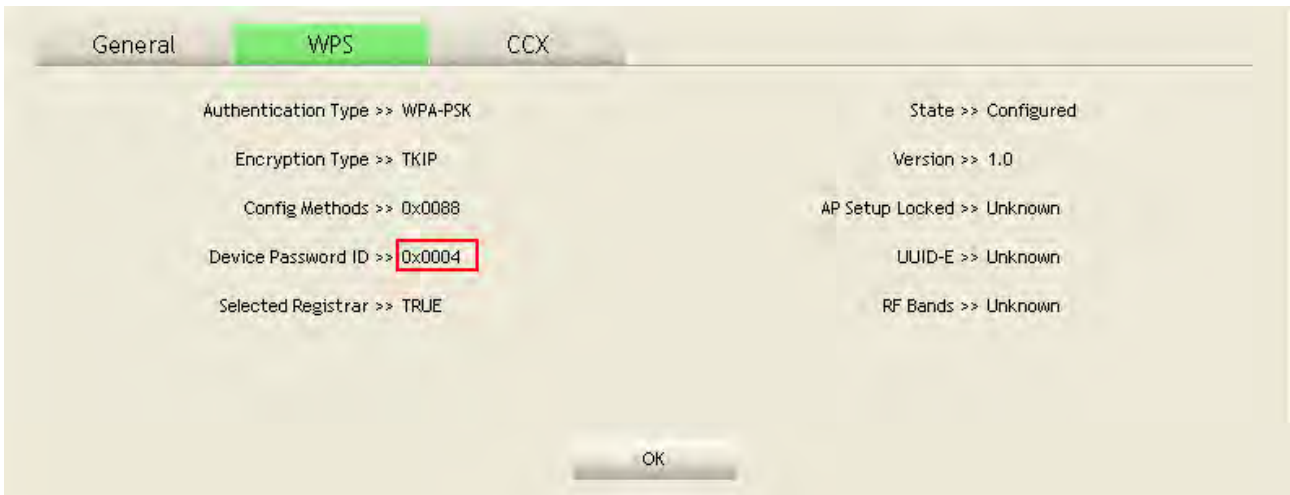 General WPS CCX
Authentication Type >> WPA-PSK State >> Configured
Encryption Type >> TKIP Version >> 1.0
Config Methods >> 0x0088 AP Setup Locked >> Unknown
Device Password ID >> 0x0004 UUID-E >> Unknown
Selected Registrar >> TRUE RF Bands >> Unknown
OK